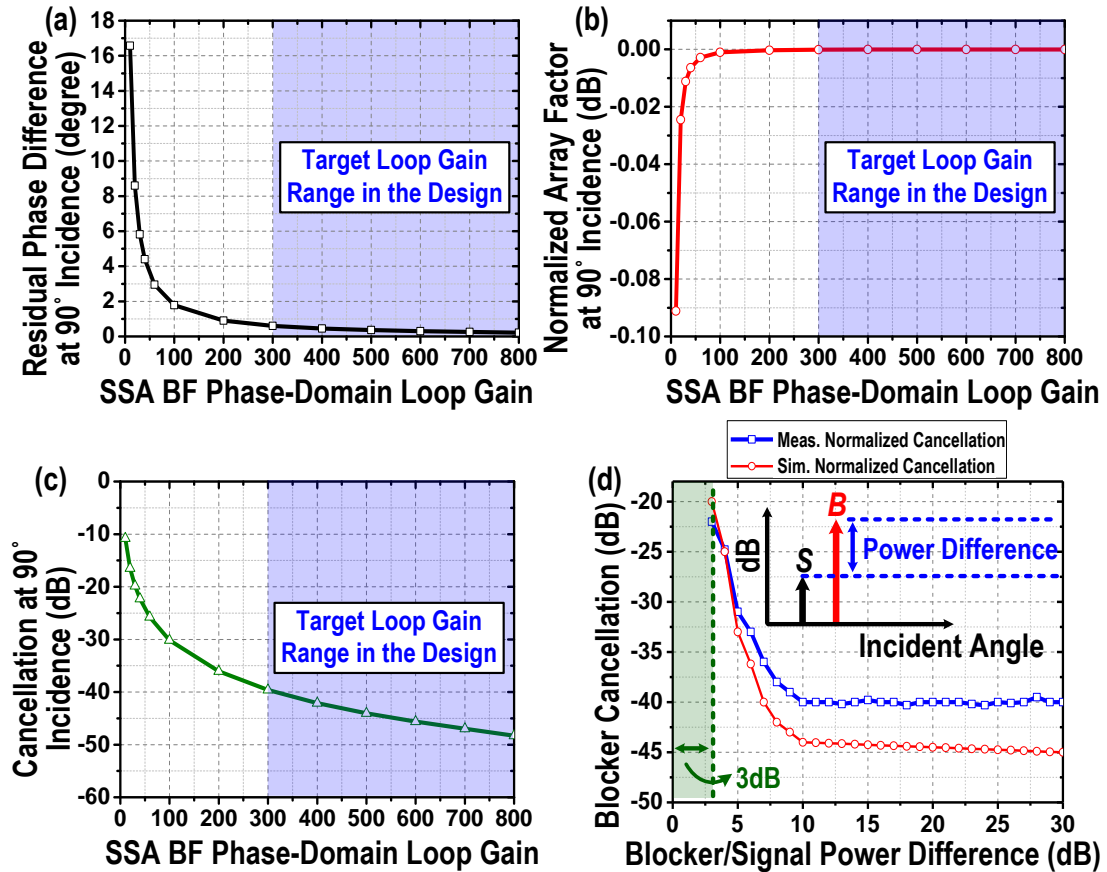 (a)
18
16
14
12
10
8
6
4
2
0
Residual Phase Difference
at 90˚ Incidence (degree)
Target Loop Gain
Range in the Design
0 100 200 300 400 500 600 700 800
SSA BF Phase-Domain Loop Gain
(b)
0.00
-0.02
-0.04
-0.06
-0.08
-0.10
Normalized Array Factor
at 90˚ Incidence (dB)
Target Loop Gain
Range in the Design
0 100 200 300 400 500 600 700 800
SSA BF Phase-Domain Loop Gain
(c)
0
-10
-20
-30
-40
-50
-60
Cancellation at 90˚
Incidence (dB)
Target Loop Gain
Range in the Design
0 100 200 300 400 500 600 700 800
SSA BF Phase-Domain Loop Gain
Meas. Normalized Cancellation
Sim. Normalized Cancellation
(d)
-20
-25
-30
-35
-40
-45
-50
Blocker Cancellation (dB)
dB
S
B
Power Difference
Incident Angle
3dB
0 5 10 15 20 25 30
Blocker/Signal Power Difference (dB)